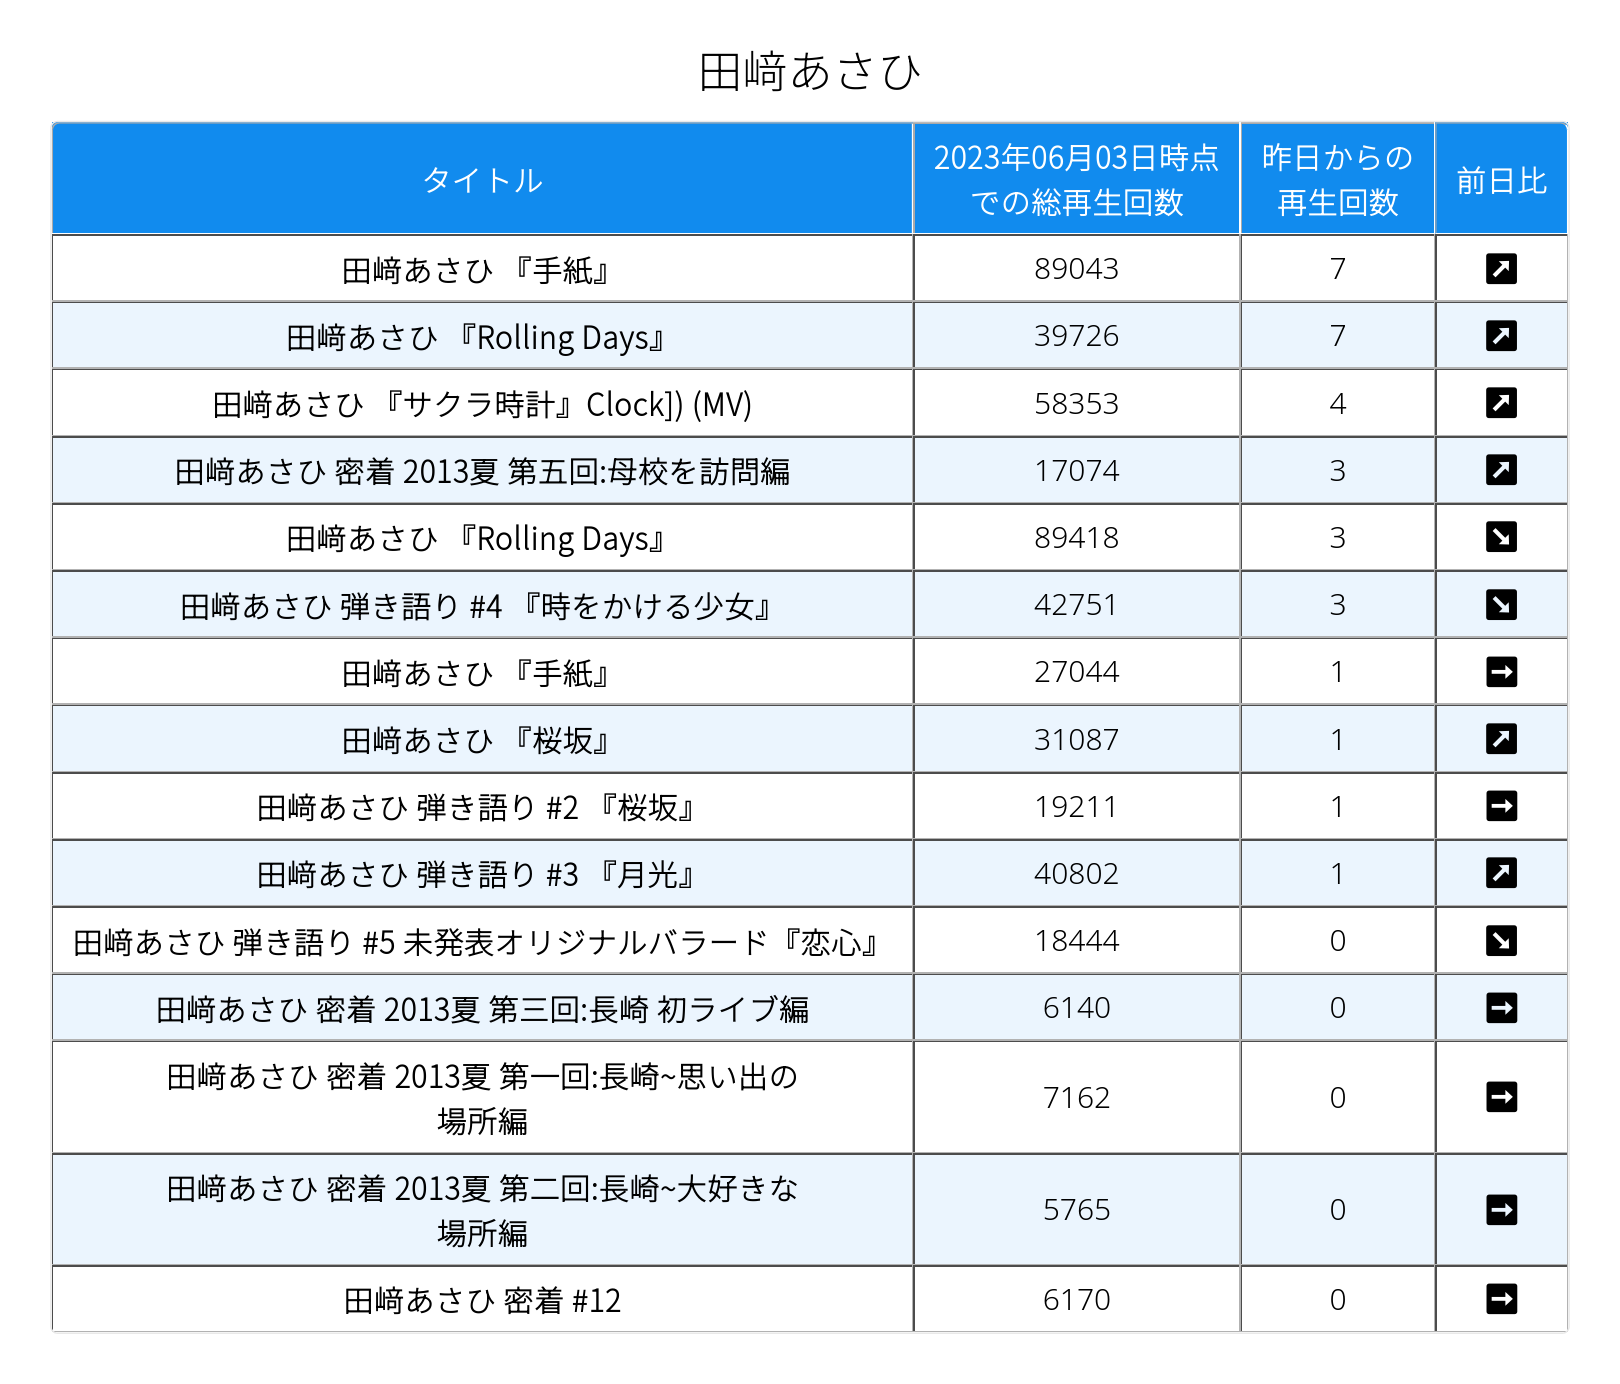 田﨑あさひ
タイトル
2023年06月03日時点
での総再生回数
昨日からの
再生回数
前日比
田﨑あさひ 『手紙』 89043 7
田﨑あさひ 『Rolling Days』 39726 7
田﨑あさひ 『サクラ時計』Clock]) (MV) 58353 4
田﨑あさひ 密着 2013夏 第五回:母校を訪問編 17074 3
田﨑あさひ 『Rolling Days』 89418 3
田﨑あさひ 弾き語り #4 『時をかける少女』 42751 3
田﨑あさひ 『手紙』 27044 1
田﨑あさひ 『桜坂』 31087 1
田﨑あさひ 弾き語り #2 『桜坂』 19211 1
田﨑あさひ 弾き語り #3 『月光』 40802 1
田﨑あさひ 弾き語り #5 未発表オリジナルバラード『恋心』 18444 0
田﨑あさひ 密着 2013夏 第三回:長崎 初ライブ編 6140 0
田﨑あさひ 密着 2013夏 第一回:長崎~思い出の
場所編 7162 0
田﨑あさひ 密着 2013夏 第二回:長崎~大好きな
場所編 5765 0
田﨑あさひ 密着 #12 6170 0